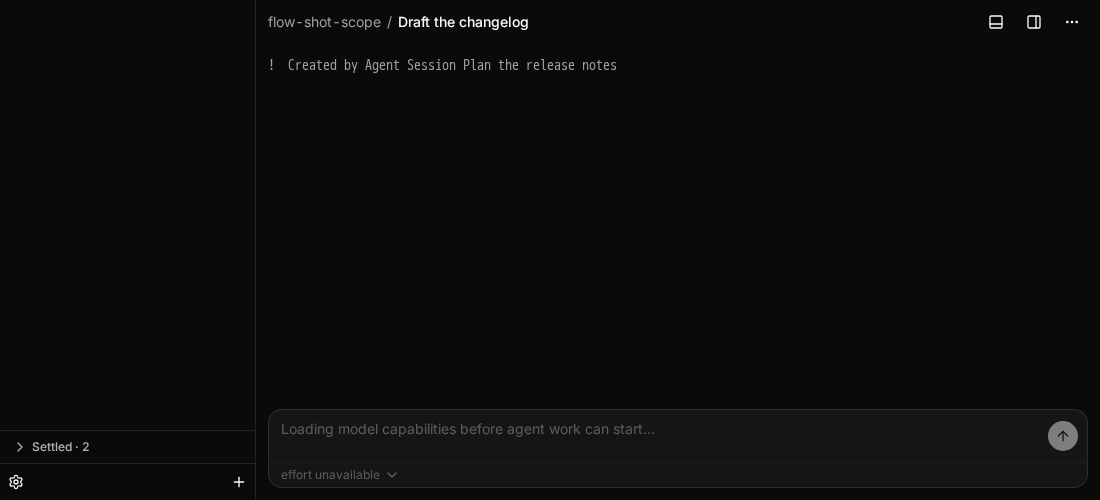 flow-shot-scope / Draft the changelog
! Created by Agent Session Plan the release notes
Loading model capabilities before agent work can start...
effort unavailable
Settled · 2